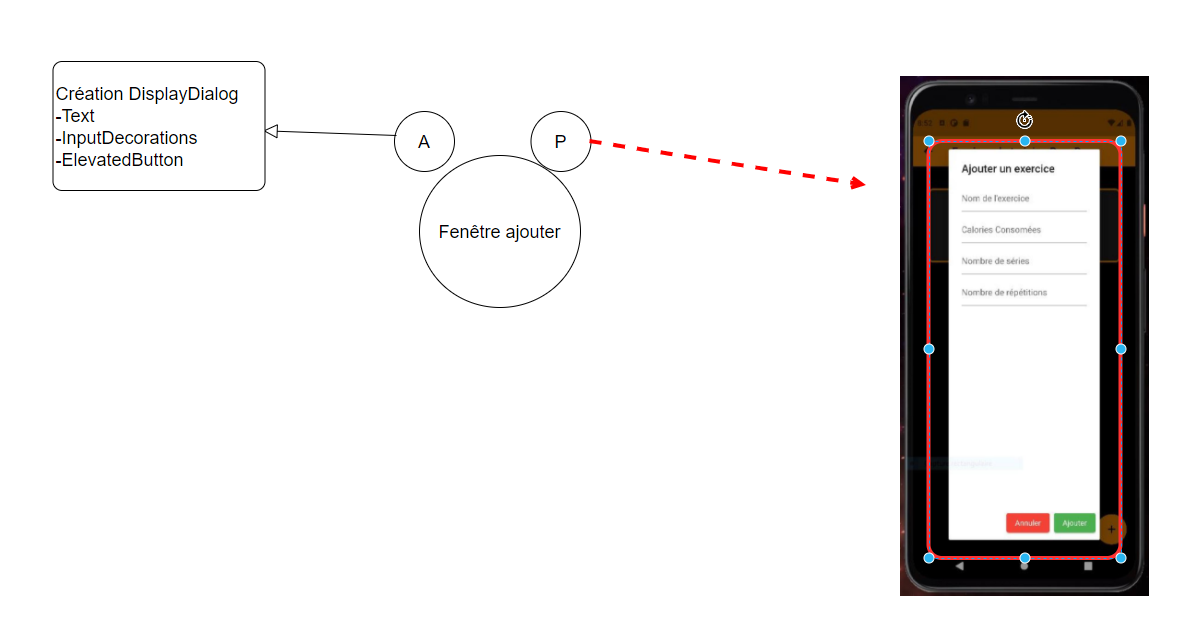 Création DisplayDialog
-Text
-InputDecorations
-ElevatedButton
A
P
Fenêtre ajouter
Ajouter un exercice
Nom de l'exercice
Calories Consomées
Nombre de séries
Nombre de répétitions
Annuler
Ajouter
+